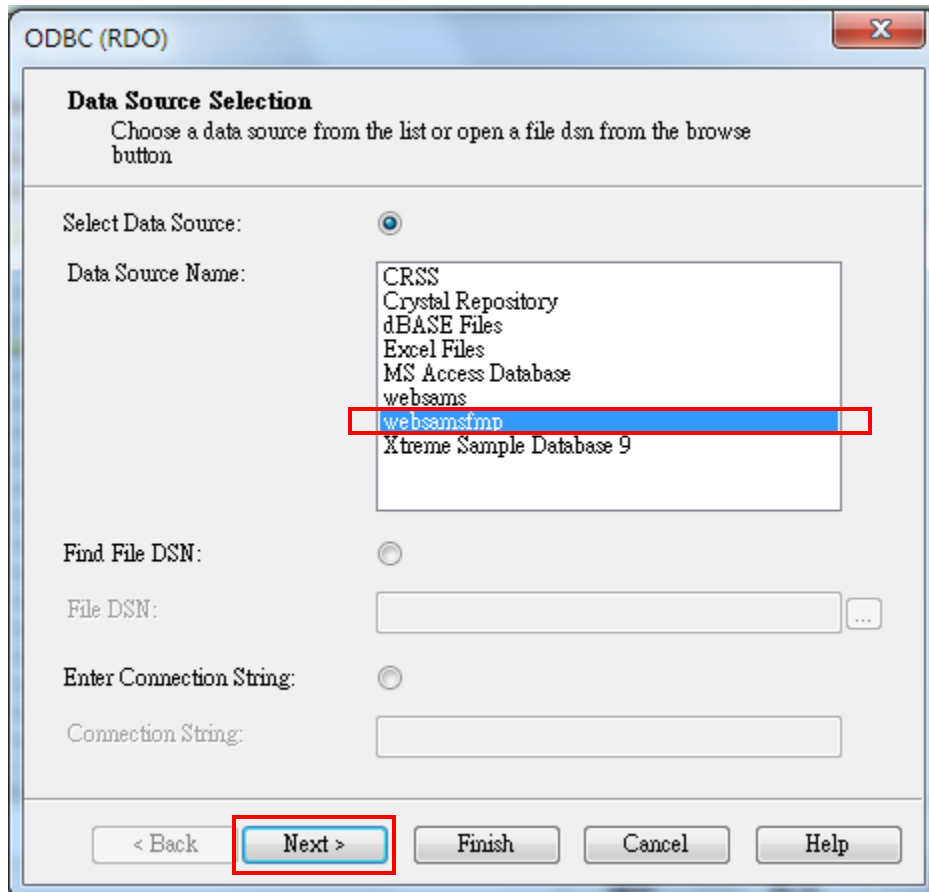 ODBC (RDO)
X
Data Source Selection
Choose a data source from the list or open a file dsn from the browse
button
Select Data Source:
Data Source Name:
CRSS
Crystal Repository
dBASE Files
Excel Files
MS Access Database
websams
websamsfmp
Xtreme Sample Database 9
Find File DSN:
File DSN:
...
Enter Connection String:
Connection String:
< Back
Next >
Finish
Cancel
Help